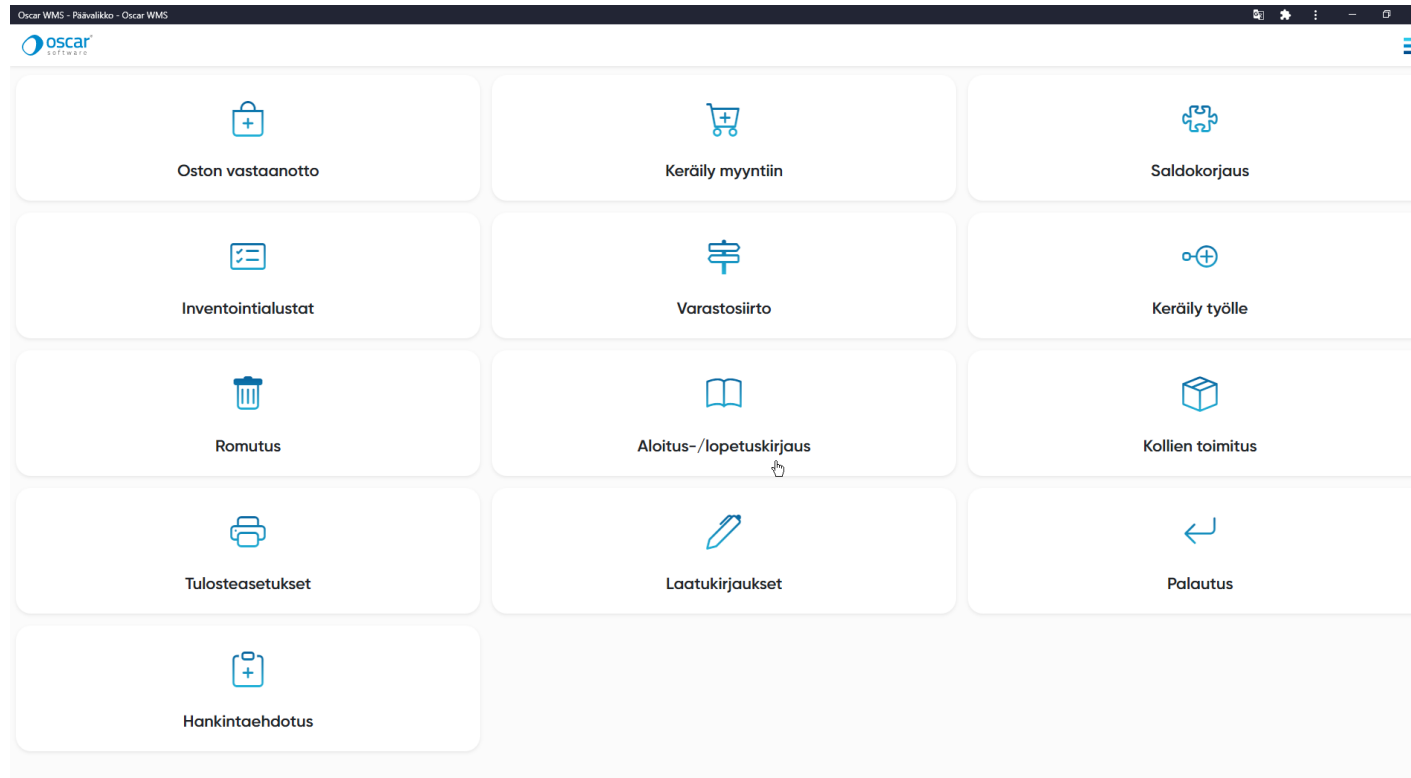 Oscar WMS - Päävalikko - Oscar WMS
oscar
software
Oston vastaanotto
Keräily myyntiin
Saldokorjaus
Inventointialustat
Varastosiirto
Keräily työlle
Romutus
Aloitus-/lopetuskirjaus
Kollien toimitus
Tulosteasetukset
Laatukirjaukset
Palautus
Hankintaehdotus